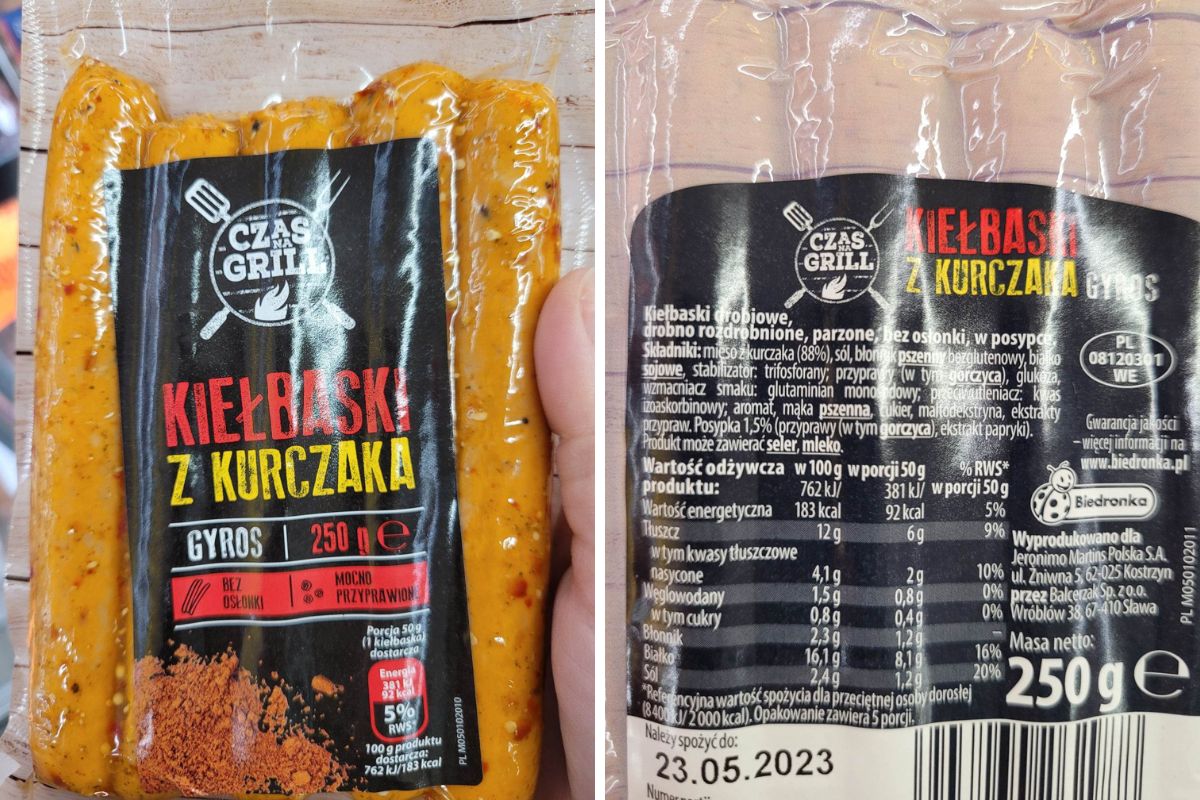 CZAS
NA
GRILL
KIEŁBASKI
Z KURCZAKA
GYROS
250 g ℮
BEZ
OSŁONKI
MOCNO
PRZYPRAWIONE
Porcja 50 g
(1 kiełbaska)
dostarcza:
Energia
381 kJ/
92 kcal
5%
RWS*
100 g produktu
dostarcza:
762 kJ/183 kcal
PL M050102010
CZAS
NA
GRILL
KIEŁBASKI
Z KURCZAKA GYROS
Kiełbaski drobiowe,
drobno rozdrobnione, parzone, bez osłonki, w posypce.
Składniki: mięso z kurczaka (88%), sól, błonnik pszenny bezglutenowy, białko
sojowe, stabilizator: trifosforany; przyprawy (w tym gorczyca), glukoza,
wzmacniacz smaku: glutaminian monosodowy; przeciwutleniacz: kwas
izoaskorbinowy; aromat, mąka pszenna, cukier, maltodekstryna, ekstrakty
przypraw. Posypka 1,5% (przyprawy (w tym gorczyca), ekstrakt papryki).
Produkt może zawierać seler, mleko.
PL
08120301
WE
Gwarancja jakości
– więcej informacji na
www.biedronka.pl
Biedronka
Wartość odżywcza w 100 g w porcji 50 g % RWS*
produktu: 762 kJ/ 381 kJ/ w porcji 50 g
Wartość energetyczna 183 kcal 92 kcal 5%
Tłuszcz 12 g 6 g 9%
w tym kwasy tłuszczowe
nasycone 4,1 g 2 g 10%
Węglowodany 1,5 g 0,8 g 0%
w tym cukry 0,8 g 0,4 g 0%
Błonnik 2,3 g 1,2 g –
Białko 16,1 g 8,1 g 16%
Sól 2,4 g 1,2 g 20%
*Referencyjna wartość spożycia dla przeciętnej osoby dorosłej
(8 400 kJ/ 2 000 kcal). Opakowanie zawiera 5 porcji.
Wyprodukowano dla
Jeronimo Martins Polska S.A.
ul. Żniwna 5, 62-025 Kostrzyn
przez Balcerzak Sp. z o.o.
Wróblów 38, 67-410 Sława
Masa netto:
250 g ℮
PL M050102011
Należy spożyć do:
23.05.2023
Numer partii